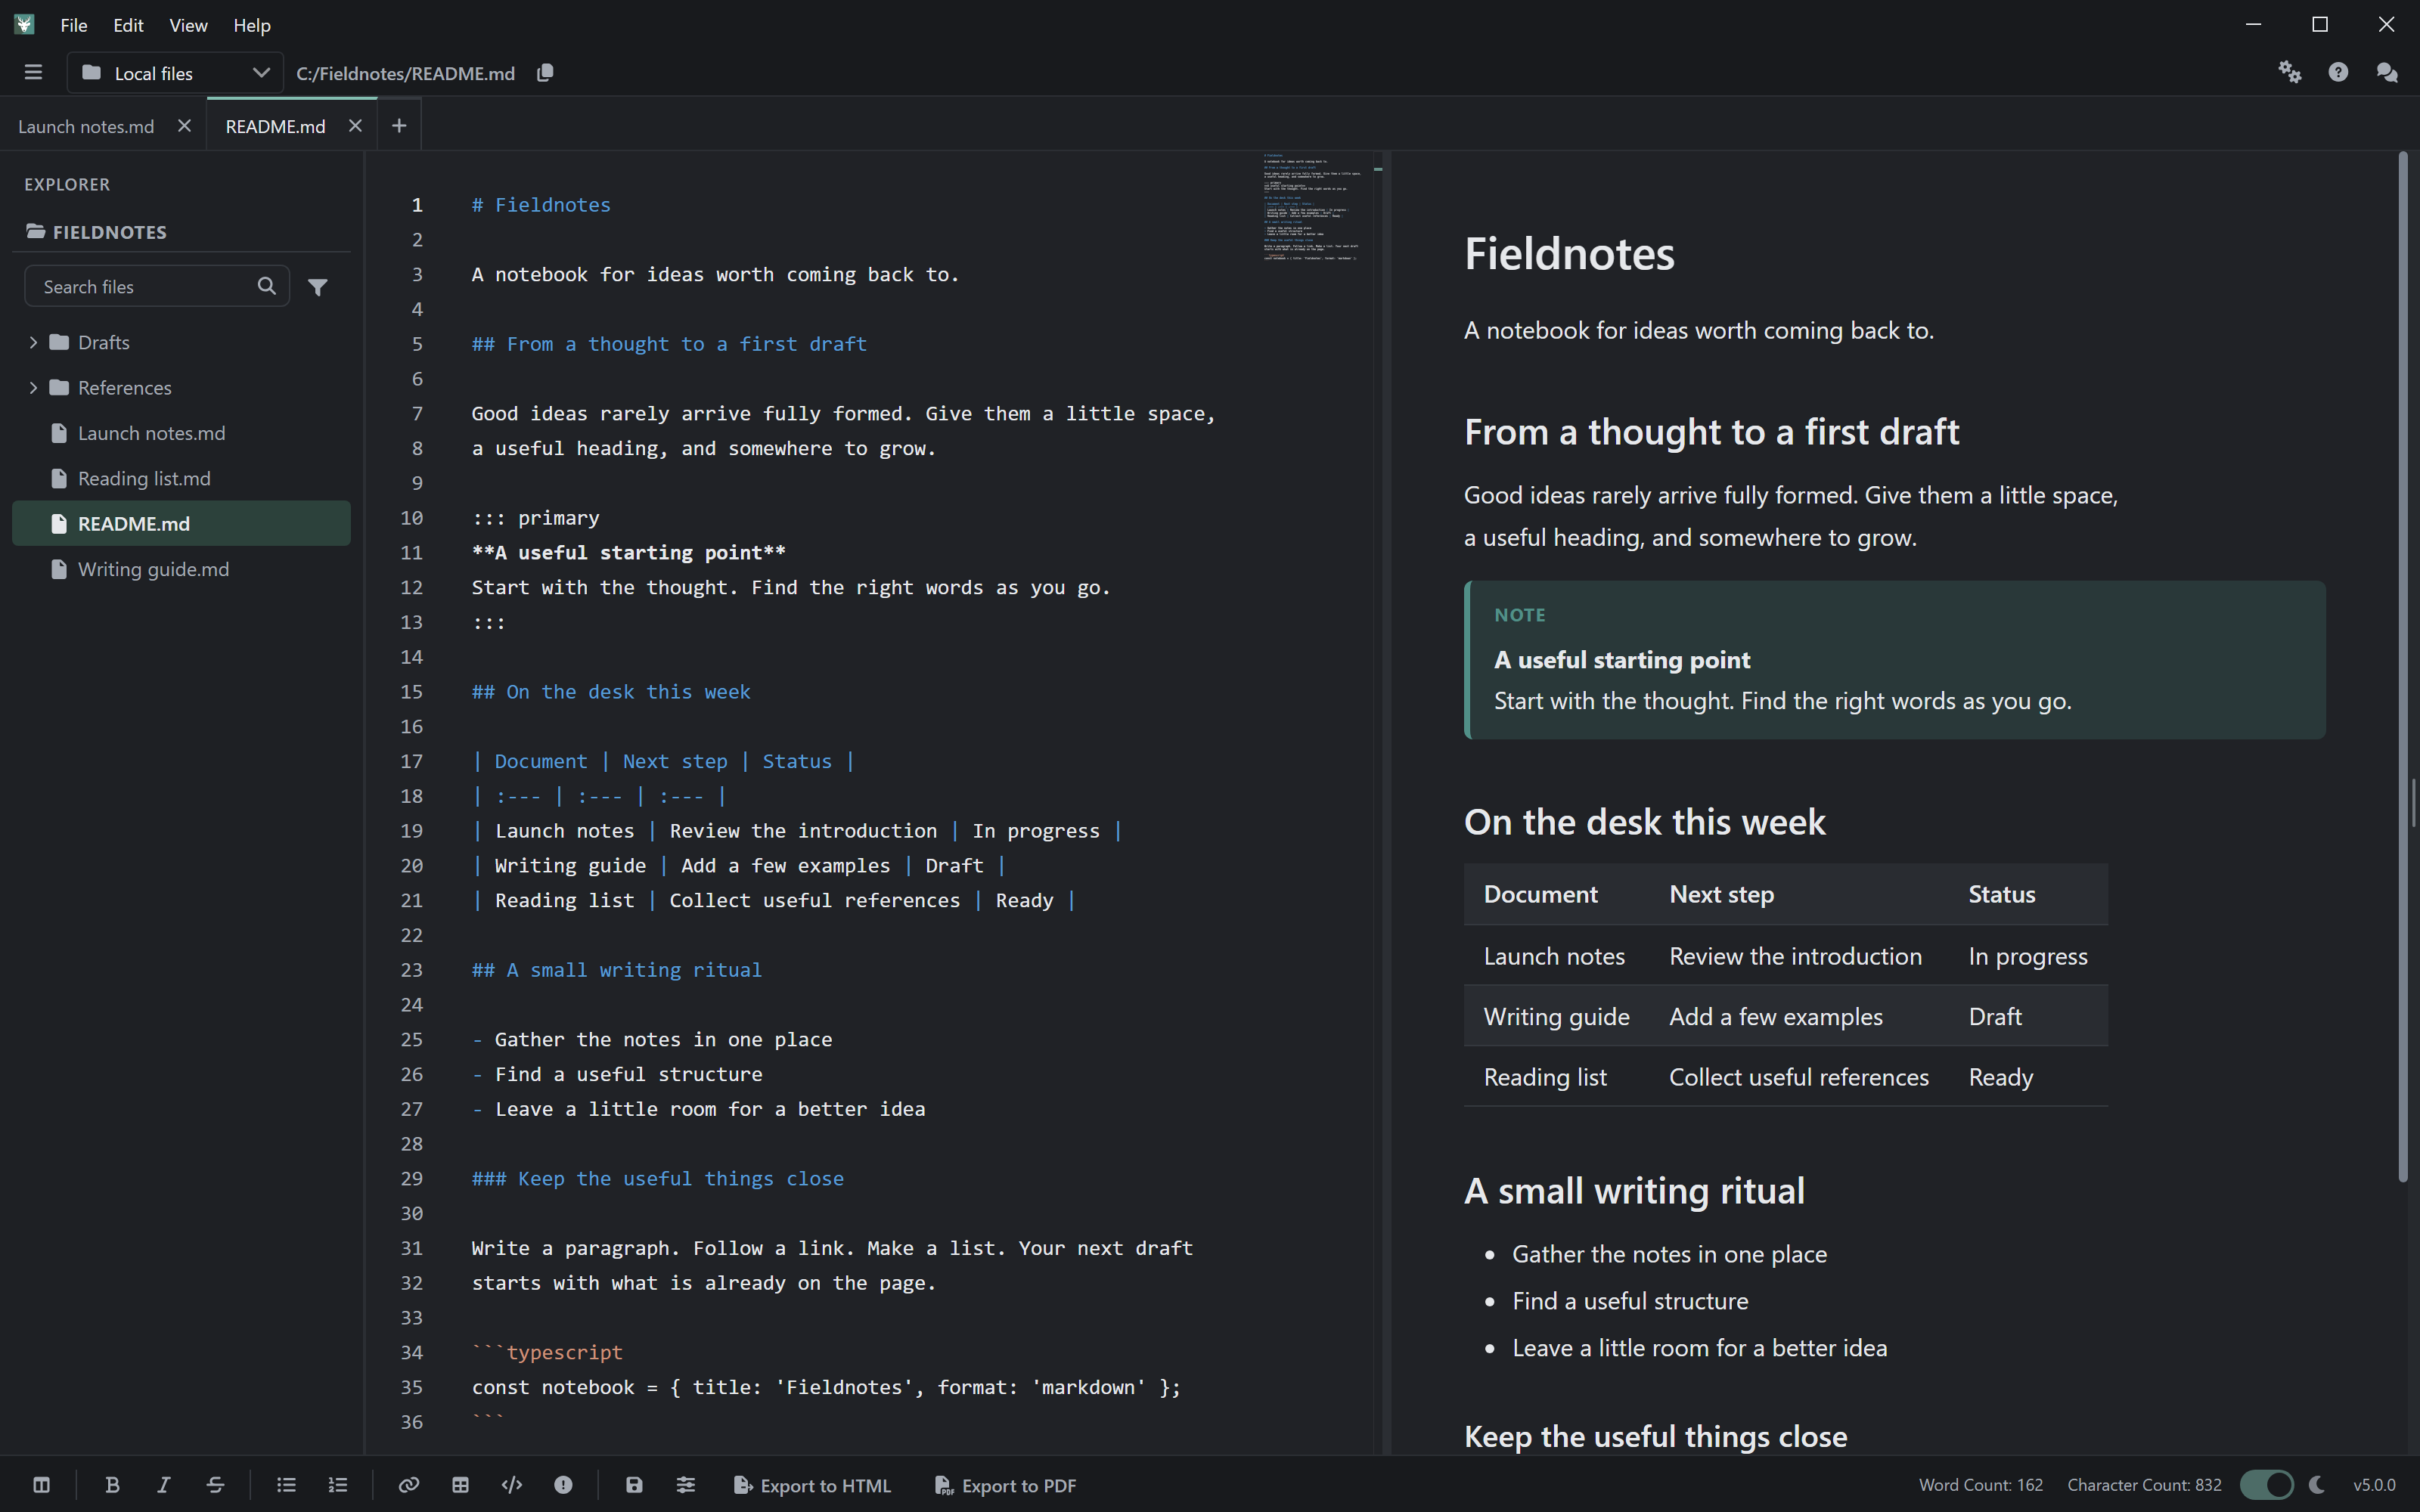 File Edit View Help
Local files C:/Fieldnotes/README.md
Launch notes.md README.md
EXPLORER
FIELDNOTES
Search files
Drafts
References
Launch notes.md
Reading list.md
README.md
Writing guide.md
1 # Fieldnotes
2
3 A notebook for ideas worth coming back to.
4
5 ## From a thought to a first draft
6
7 Good ideas rarely arrive fully formed. Give them a little space,
8 a useful heading, and somewhere to grow.
9
10 ::: primary
11 **A useful starting point**
12 Start with the thought. Find the right words as you go.
13 :::
14
15 ## On the desk this week
16
17 | Document | Next step | Status |
18 | :--- | :--- | :--- |
19 | Launch notes | Review the introduction | In progress |
20 | Writing guide | Add a few examples | Draft |
21 | Reading list | Collect useful references | Ready |
22
23 ## A small writing ritual
24
25 - Gather the notes in one place
26 - Find a useful structure
27 - Leave a little room for a better idea
28
29 ### Keep the useful things close
30
31 Write a paragraph. Follow a link. Make a list. Your next draft
32 starts with what is already on the page.
33
34 ```typescript
35 const notebook = { title: 'Fieldnotes', format: 'markdown' };
36 ```
Fieldnotes
A notebook for ideas worth coming back to.
From a thought to a first draft
Good ideas rarely arrive fully formed. Give them a little space,
a useful heading, and somewhere to grow.
NOTE
A useful starting point
Start with the thought. Find the right words as you go.
On the desk this week
Document Next step Status
Launch notes Review the introduction In progress
Writing guide Add a few examples Draft
Reading list Collect useful references Ready
A small writing ritual
• Gather the notes in one place
• Find a useful structure
• Leave a little room for a better idea
Keep the useful things close
Export to HTML Export to PDF Word Count: 162 Character Count: 832 v5.0.0